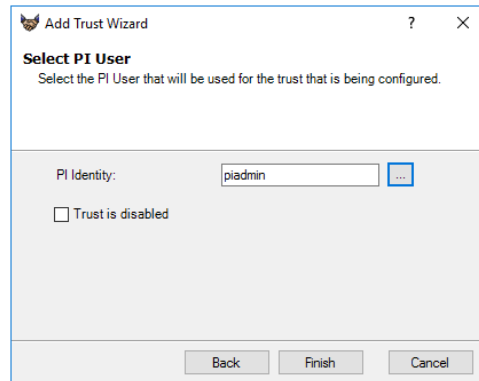 Add Trust Wizard
?
Select PI User
Select the PI User that will be used for the trust that is being configured.
PI Identity:
piadmin
...
Trust is disabled
Back
Finish
Cancel